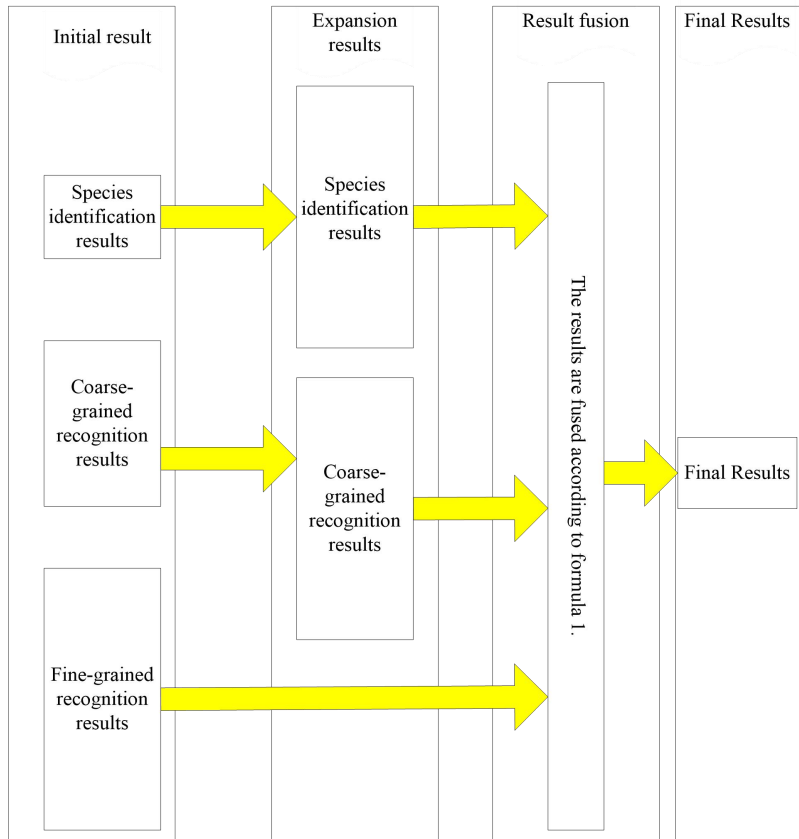 Initial result
Expansion
results
Result fusion
Final Results
Species
identification
results
Species
identification
results
Coarse-
grained
recognition
results
Coarse-
grained
recognition
results
Fine-grained
recognition
results
The results are fused according to formula 1.
Final Results